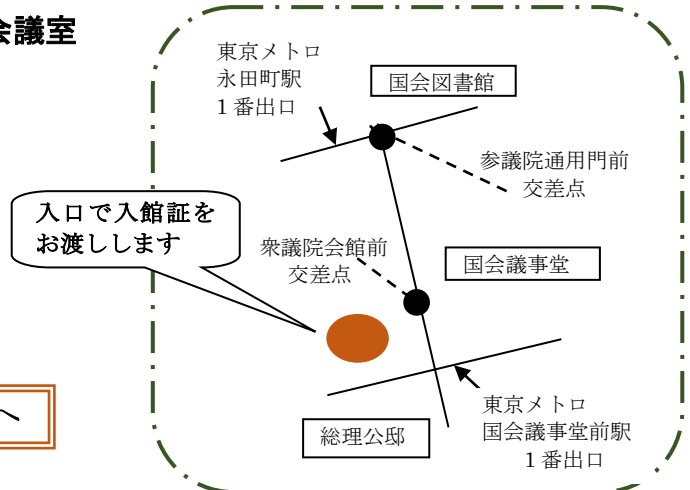 会議室
東京メトロ
永田町駅
1番出口
国会図書館
参議院通用門前
交差点
入口で入館証を
お渡しします
衆議院会館前
交差点
国会議事堂
へ
総理公邸
東京メトロ
国会議事堂前駅
1番出口